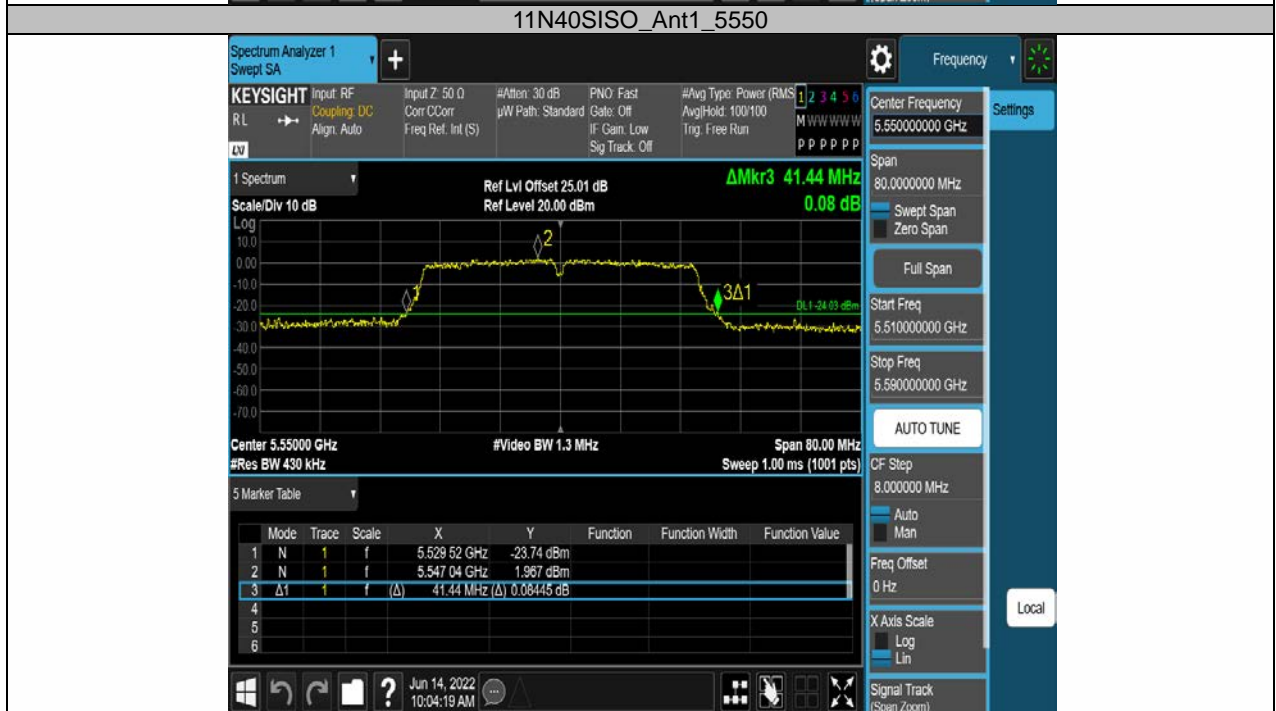 11N40SISO_Ant1_5550
Spectrum Analyzer 1
Swept SA
+
Frequency
KEYSIGHT
RL
Input: RF
Coupling: DC
Align: Auto
Input Z: 50 Ω
Corr CCorr
Freq Ref: Int (S)
#Atten: 30 dB
µW Path: Standard
PNO: Fast
Gate: Off
IF Gain: Low
Sig Track: Off
#Avg Type: Power (RMS
Avg|Hold: 100/100
Trig: Free Run
1 2 3 4 5 6
M W W W W W
P P P P P P
LXI
1 Spectrum
Scale/Div 10 dB
Ref Lvl Offset 25.01 dB
Ref Level 20.00 dBm
ΔMkr3 41.44 MHz
0.08 dB
Log
10.0
0.00
-10.0
-20.0
-30.0
-40.0
-50.0
-60.0
-70.0
2
1
3Δ1
DL1 -24.03 dBm
Center 5.55000 GHz
#Video BW 1.3 MHz
Span 80.00 MHz
#Res BW 430 kHz
Sweep 1.00 ms (1001 pts)
5 Marker Table
Mode Trace Scale X Y Function Function Width Function Value
1 N 1 f 5.529 52 GHz -23.74 dBm
2 N 1 f 5.547 04 GHz 1.967 dBm
3 Δ1 1 f (Δ) 41.44 MHz (Δ) 0.08445 dB
4
5
6
Jun 14, 2022
10:04:19 AM
?
Center Frequency
5.550000000 GHz
Settings
Span
80.0000000 MHz
Swept Span
Zero Span
Full Span
Start Freq
5.510000000 GHz
Stop Freq
5.590000000 GHz
AUTO TUNE
CF Step
8.000000 MHz
Auto
Man
Freq Offset
0 Hz
X Axis Scale
Log
Lin
Local
Signal Track
(Span Zoom)